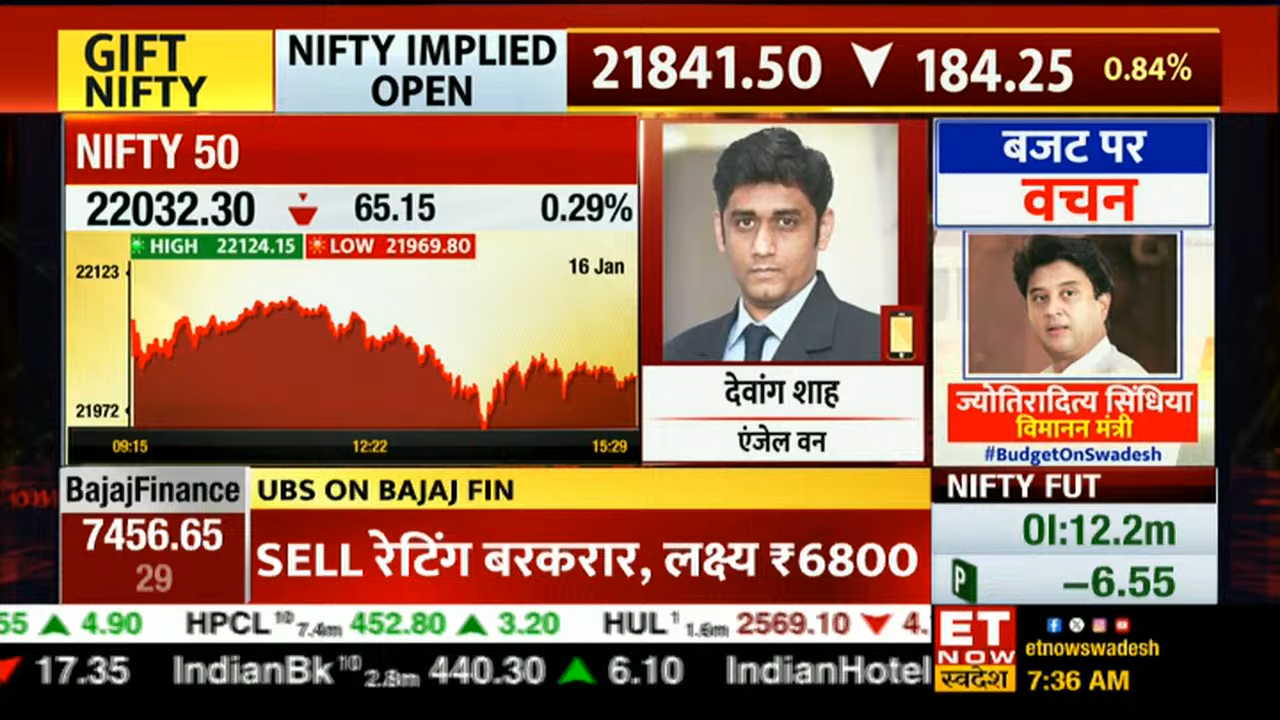 GIFT
NIFTY
NIFTY IMPLIED
OPEN
21841.50 184.25 0.84%
NIFTY 50
22032.30 65.15 0.29%
HIGH 22124.15 LOW 21969.80
22123
16 Jan
21972
09:15 12:22 15:29
देवांग शाह
एंजेल वन
बजट पर
वचन
ज्योतिरादित्य सिंधिया
विमानन मंत्री
#BudgetOnSwadesh
BajajFinance
7456.65
29
UBS ON BAJAJ FIN
SELL रेटिंग बरकरार, लक्ष्य ₹6800
NIFTY FUT
OI:12.2m
P
–6.55
55 4.90 HPCL 10 7.4m 452.80 3.20 HUL 1 1.6m 2569.10 4.
17.35 IndianBk 10 2.8m 440.30 6.10 IndianHotel
ET
NOW
स्वदेश
etnowswadesh
7:36 AM